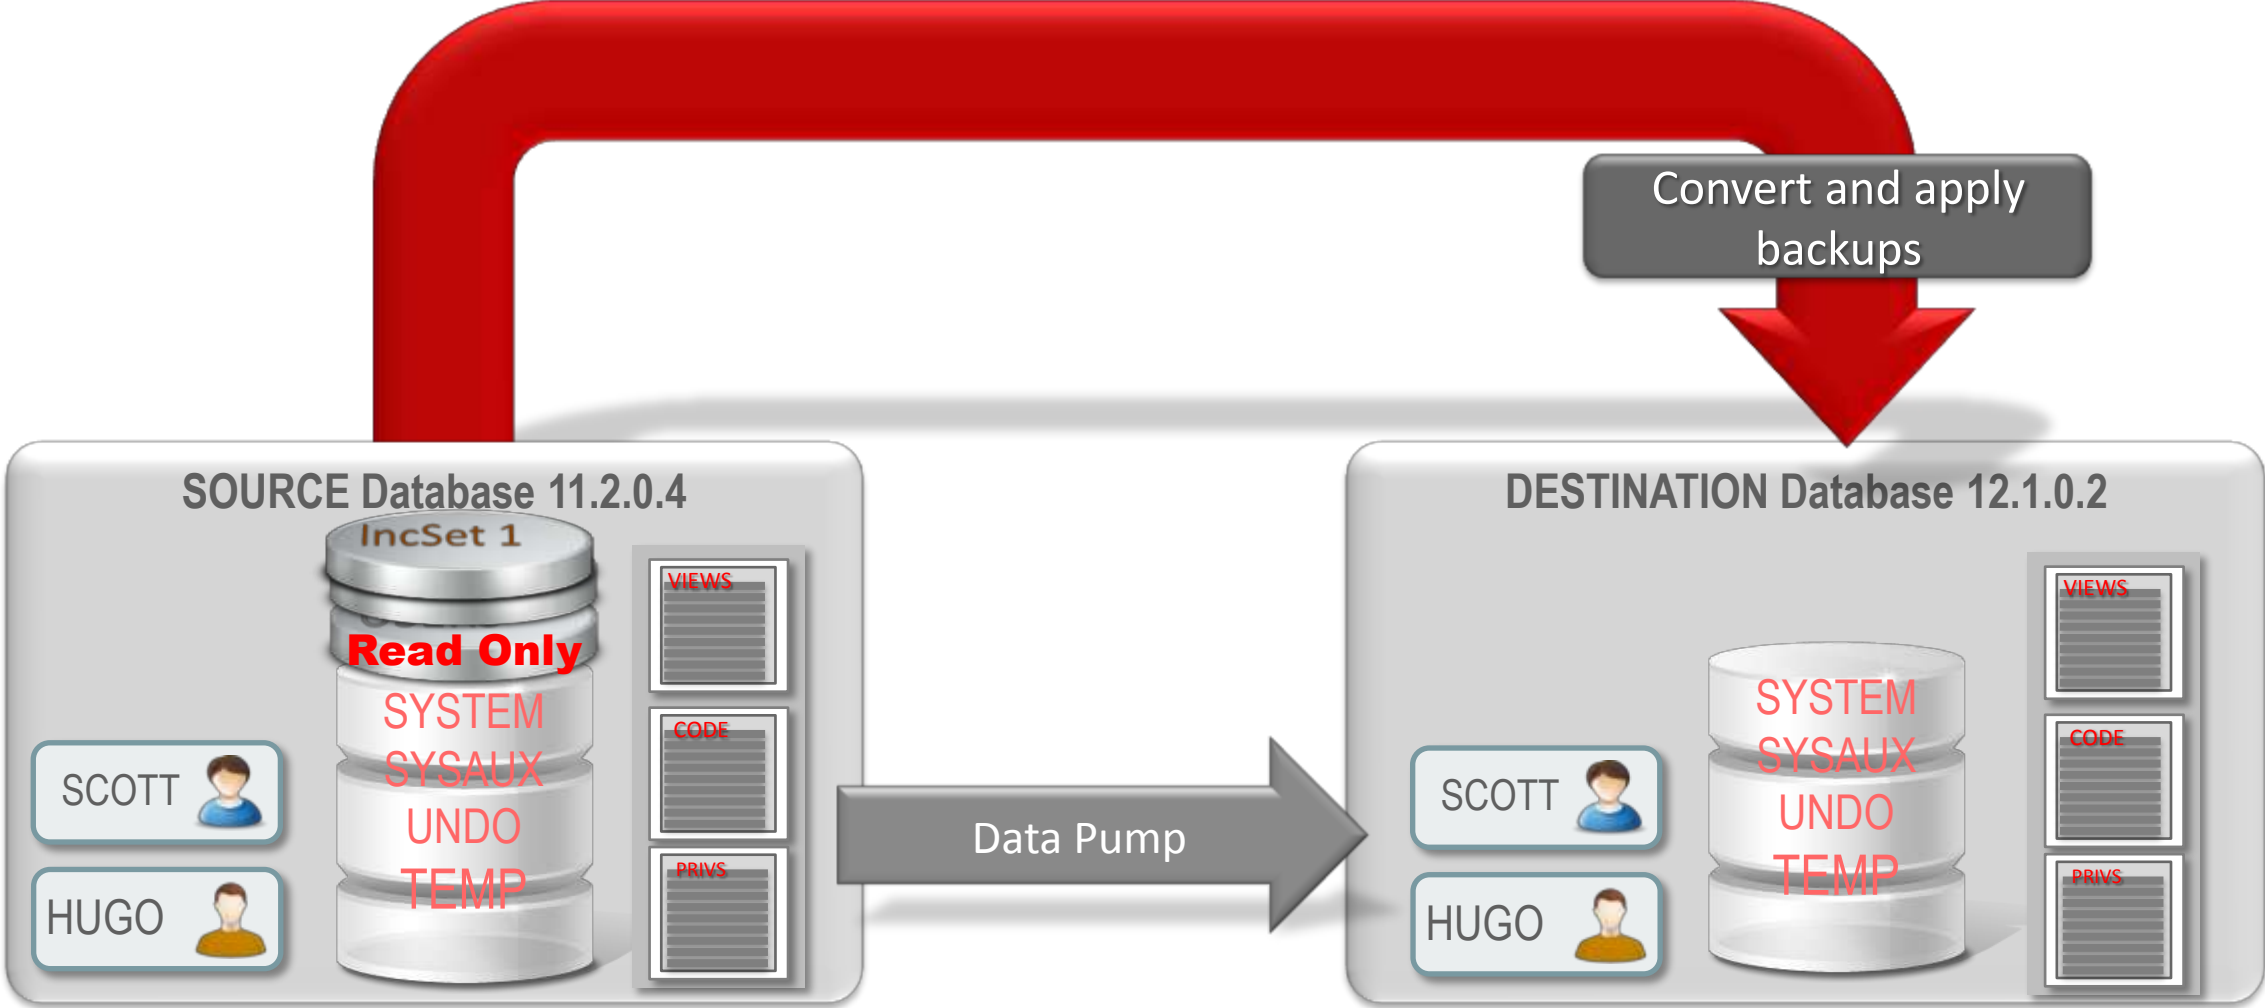 Convert and apply
backups
SOURCE Database 11.2.0.4
IncSet 1
Read Only
SYSTEM
SYSAUX
UNDO
TEMP
SCOTT
HUGO
VIEWS
CODE
PRIVS
Data Pump
DESTINATION Database 12.1.0.2
SYSTEM
SYSAUX
UNDO
TEMP
SCOTT
HUGO
VIEWS
CODE
PRIVS